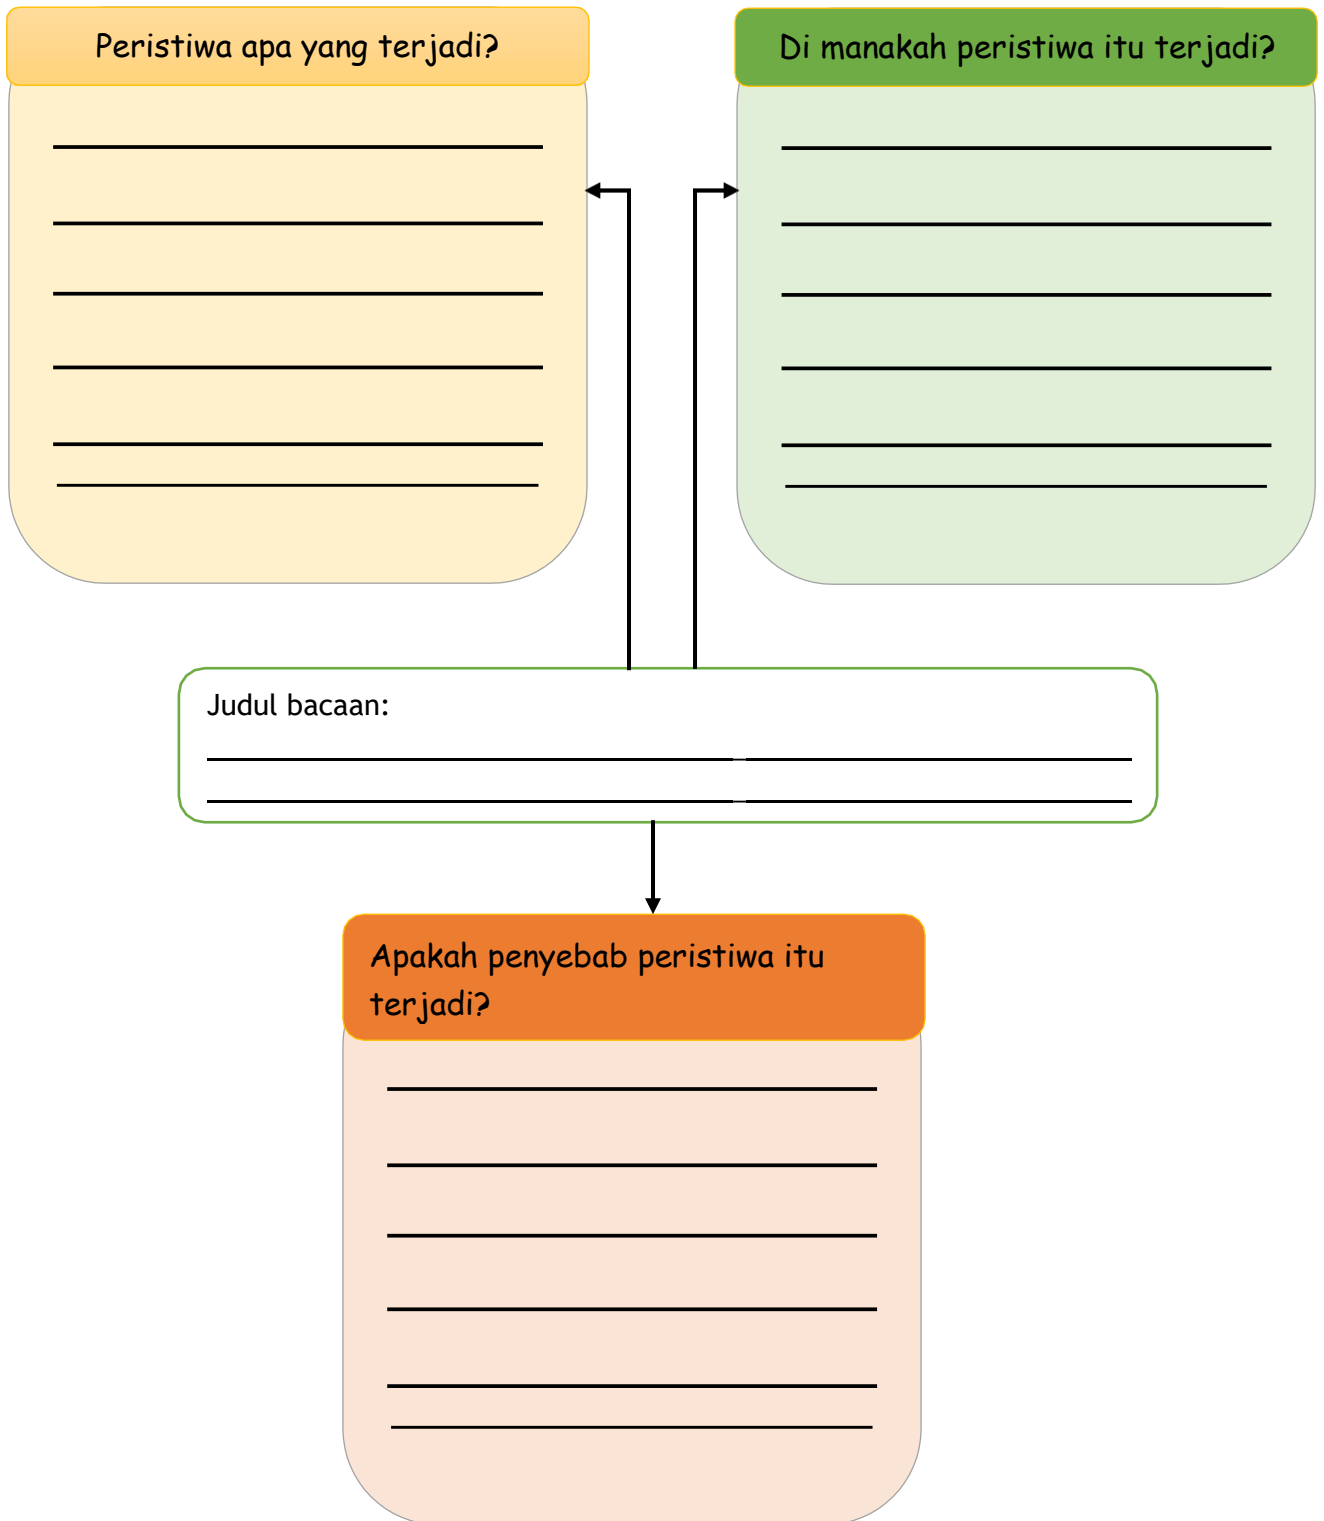 Peristiwa apa yang terjadi?
Di manakah peristiwa itu terjadi?
Judul bacaan:
Apakah penyebab peristiwa itu
terjadi?